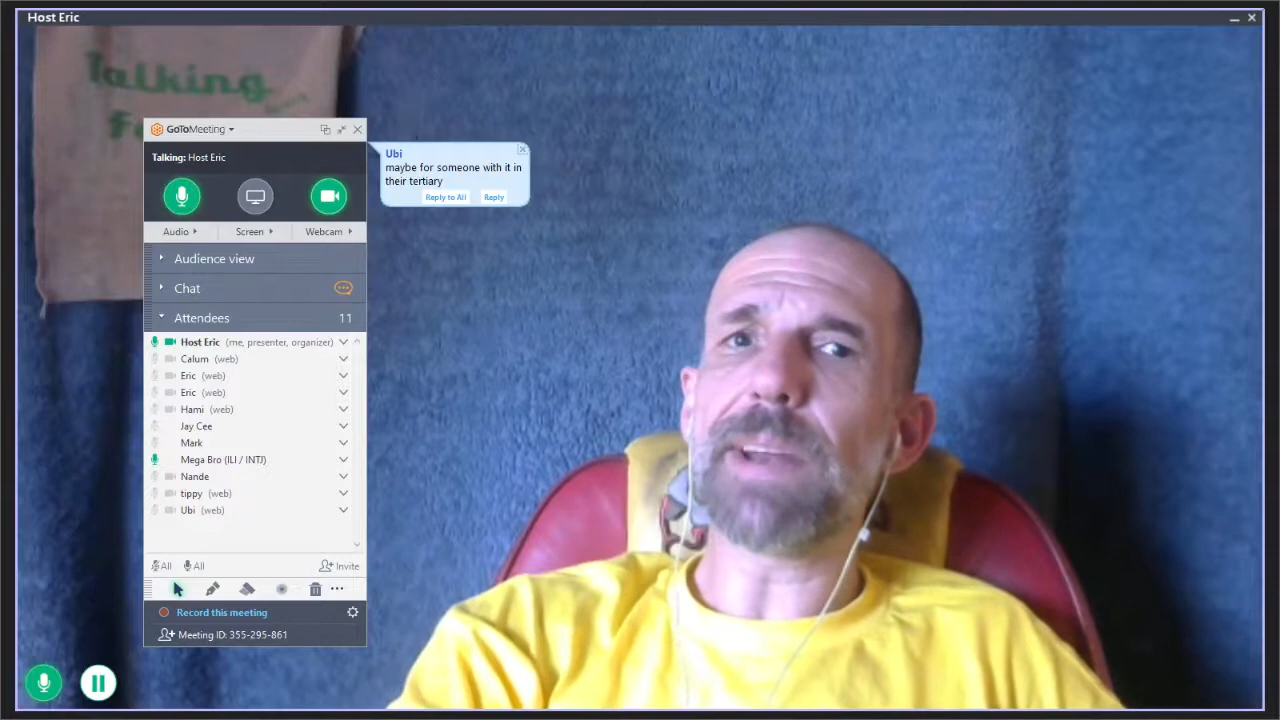 Host Eric
Talking
GoToMeeting
Talking: Host Eric
Audio
Screen
Webcam
Audience view
Chat
Attendees 11
Host Eric (me, presenter, organizer)
Calum (web)
Eric (web)
Eric (web)
Hami (web)
Jay Cee
Mark
Mega Bro (ILI / INTJ)
Nande
tippy (web)
Ubi (web)
All
All
Invite
Record this meeting
Meeting ID: 355-295-861
Ubi
maybe for someone with it in
their tertiary
Reply to All
Reply